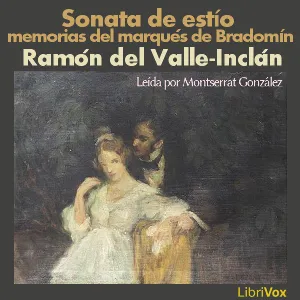 Sonata de estío
memorias del marqués de Bradomín
Ramón del Valle-Inclán
Leída por Montserrat González
LibriVox